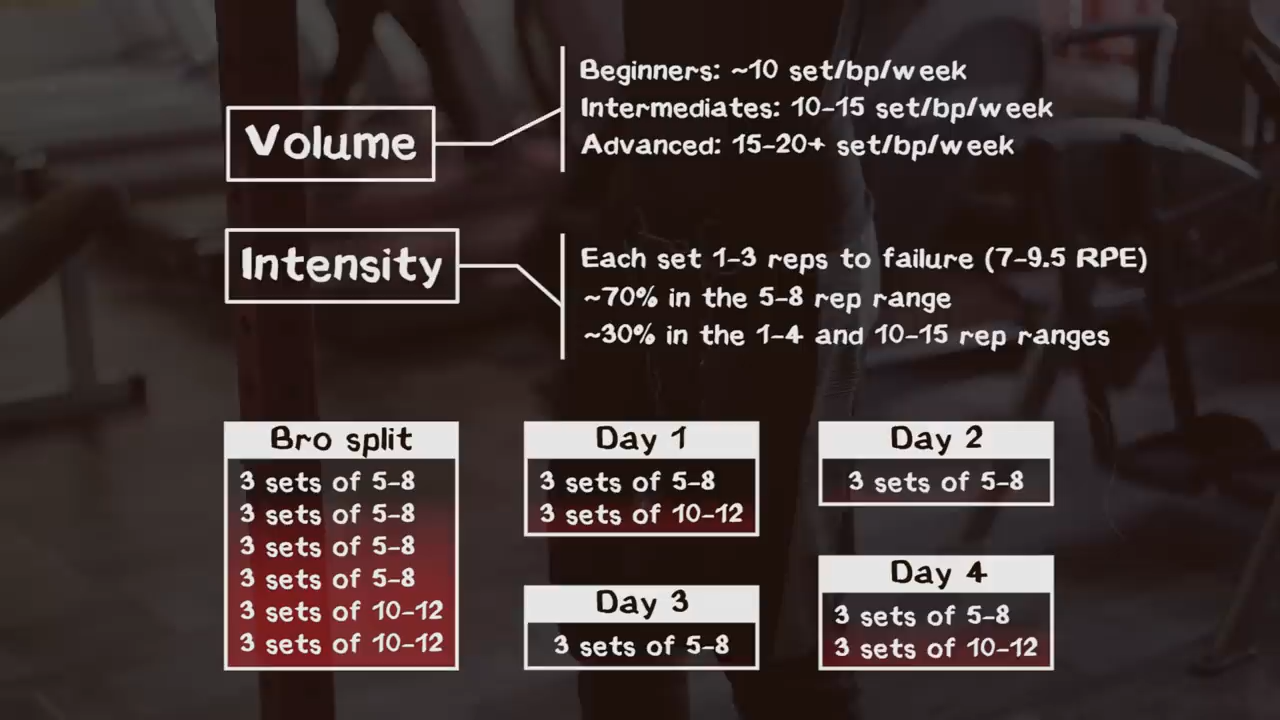 Volume
Beginners: ~10 set/bp/week
Intermediates: 10-15 set/bp/week
Advanced: 15-20+ set/bp/week
Intensity
Each set 1-3 reps to failure (7-9.5 RPE)
~70% in the 5-8 rep range
~30% in the 1-4 and 10-15 rep ranges
Bro split
3 sets of 5-8
3 sets of 5-8
3 sets of 5-8
3 sets of 5-8
3 sets of 10-12
3 sets of 10-12
Day 1
3 sets of 5-8
3 sets of 10-12
Day 2
3 sets of 5-8
Day 3
3 sets of 5-8
Day 4
3 sets of 5-8
3 sets of 10-12